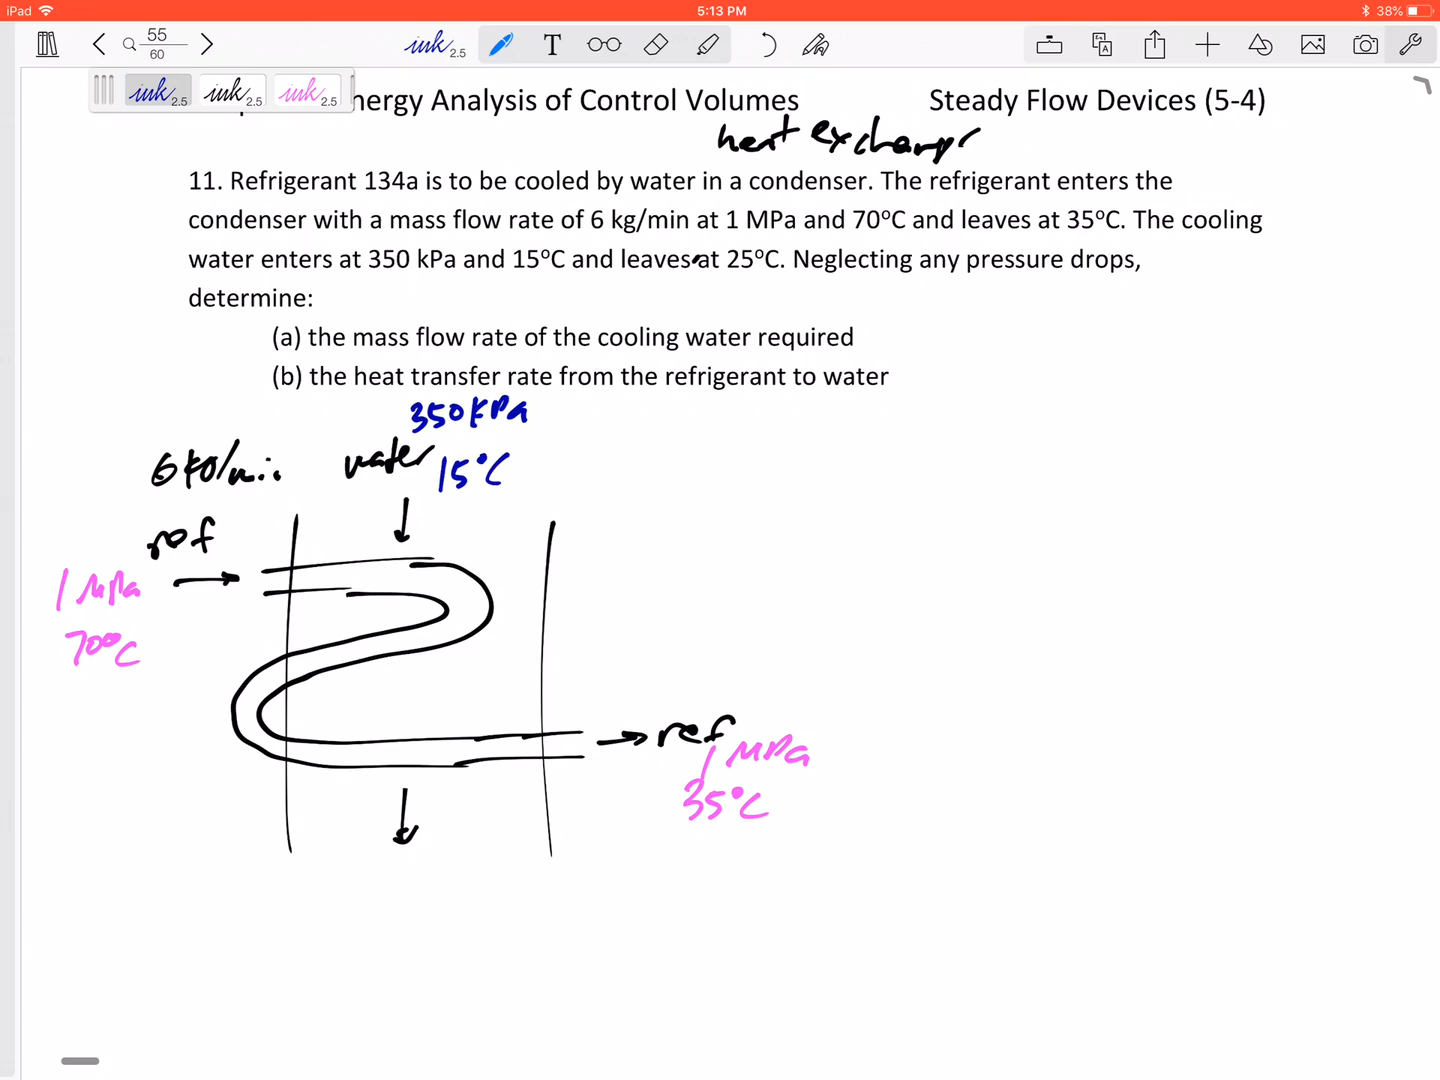 iPad 5:13 PM 38%
55
60
ink 2.5 T
ink 2.5 ink 2.5 ink 2.5
nergy Analysis of Control Volumes Steady Flow Devices (5-4)
heat
11. Refrigerant 134a is to be cooled by water in a condenser. The refrigerant enters the
condenser with a mass flow rate of 6 kg/min at 1 MPa and 70°C and leaves at 35°C. The cooling
water enters at 350 kPa and 15°C and leaves at 25°C. Neglecting any pressure drops,
determine:
(a) the mass flow rate of the cooling water required
(b) the heat transfer rate from the refrigerant to water
350 kPa
6 kg/min water 15°C
ref
1 MPa
70°C
ref
1 MPa
35°C